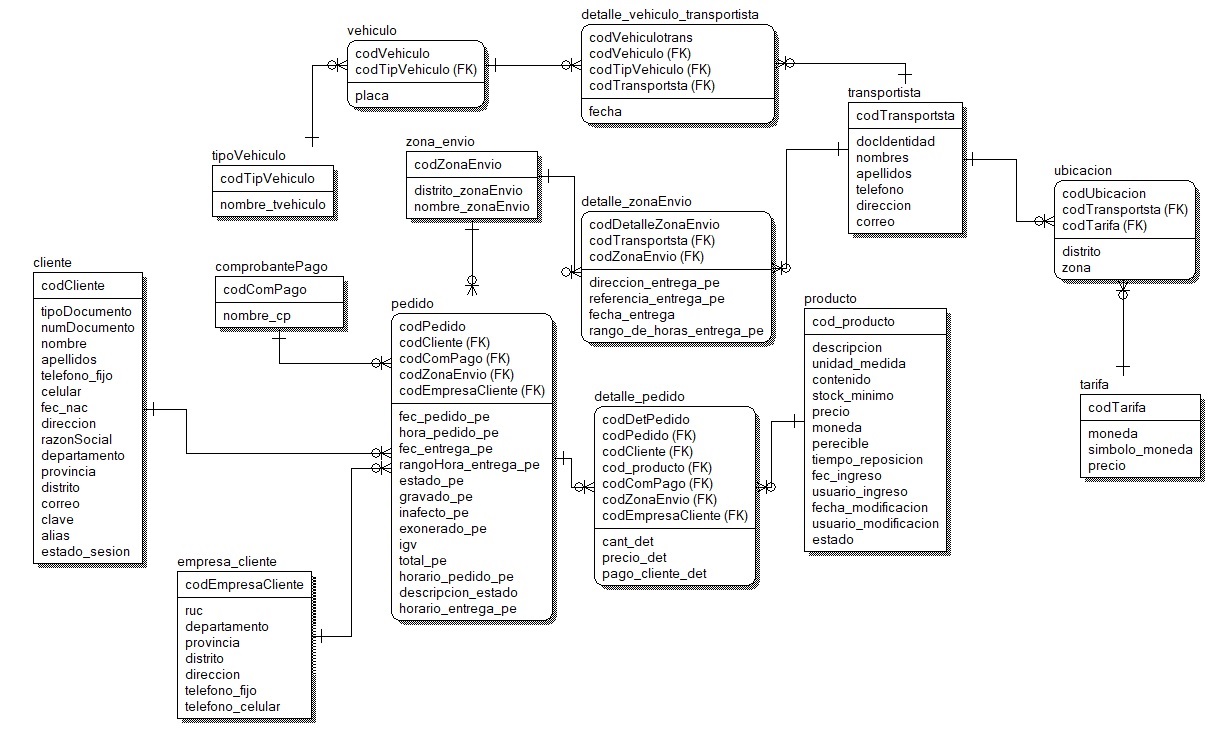 detalle_vehiculo_transportista
codVehiculotrans
codVehiculo (FK)
codTipVehiculo (FK)
codTransportsta (FK)
fecha
vehiculo
codVehiculo
codTipVehiculo (FK)
placa
transportista
codTransportsta
docIdentidad
nombres
apellidos
telefono
direccion
correo
tipoVehiculo
codTipVehiculo
nombre_tvehiculo
zona_envio
codZonaEnvio
distrito_zonaEnvio
nombre_zonaEnvio
ubicacion
codUbicacion
codTransportsta (FK)
codTarifa (FK)
distrito
zona
detalle_zonaEnvio
codDetalleZonaEnvio
codTransportsta (FK)
codZonaEnvio (FK)
direccion_entrega_pe
referencia_entrega_pe
fecha_entrega
rango_de_horas_entrega_pe
cliente
codCliente
tipoDocumento
numDocumento
nombre
apellidos
telefono_fijo
celular
fec_nac
direccion
razonSocial
departamento
provincia
distrito
correo
clave
alias
estado_sesion
comprobantePago
codComPago
nombre_cp
pedido
codPedido
codCliente (FK)
codComPago (FK)
codZonaEnvio (FK)
codEmpresaCliente (FK)
fec_pedido_pe
hora_pedido_pe
fec_entrega_pe
rangoHora_entrega_pe
estado_pe
gravado_pe
inafecto_pe
exonerado_pe
igv
total_pe
horario_pedido_pe
descripcion_estado
horario_entrega_pe
producto
cod_producto
descripcion
unidad_medida
contenido
stock_minimo
precio
moneda
perecible
tiempo_reposicion
fec_ingreso
usuario_ingreso
fecha_modificacion
usuario_modificacion
estado
tarifa
codTarifa
moneda
simbolo_moneda
precio
detalle_pedido
codDetPedido
codPedido (FK)
codCliente (FK)
cod_producto (FK)
codComPago (FK)
codZonaEnvio (FK)
codEmpresaCliente (FK)
cant_det
precio_det
pago_cliente_det
empresa_cliente
codEmpresaCliente
ruc
departamento
provincia
distrito
direccion
telefono_fijo
telefono_celular